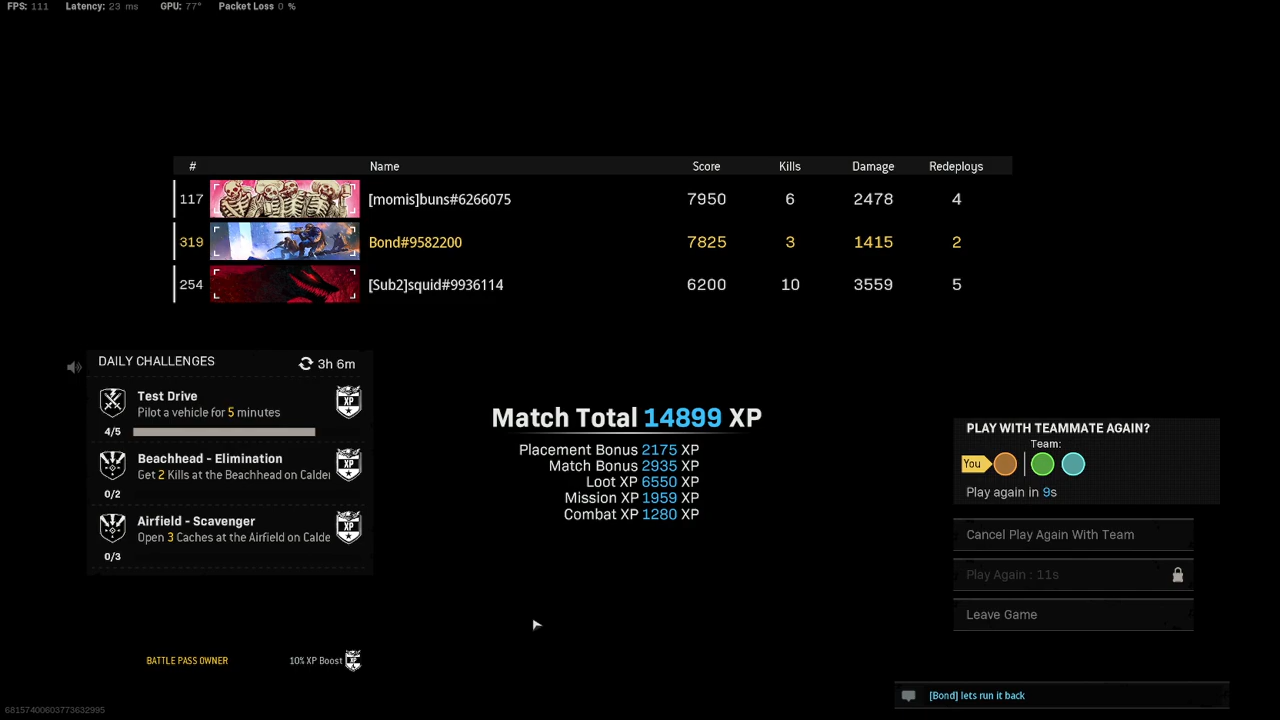 FPS: 111 Latency: 23 ms GPU: 77° Packet Loss 0 %
# Name Score Kills Damage Redeploys
117 [momis]buns#6266075 7950 6 2478 4
319 Bond#9582200 7825 3 1415 2
254 [Sub2]squid#9936114 6200 10 3559 5
DAILY CHALLENGES 3h 6m
Test Drive
Pilot a vehicle for 5 minutes
XP
4/5
Beachhead - Elimination
Get 2 Kills at the Beachhead on Calder
XP
0/2
Airfield - Scavenger
Open 3 Caches at the Airfield on Calde
XP
0/3
BATTLE PASS OWNER 10% XP Boost XP
Match Total 14899 XP
Placement Bonus 2175 XP
Match Bonus 2935 XP
Loot XP 6550 XP
Mission XP 1959 XP
Combat XP 1280 XP
PLAY WITH TEAMMATE AGAIN?
Team:
You
Play again in 9s
Cancel Play Again With Team
Play Again : 11s
Leave Game
[Bond] lets run it back
68157400603773632995